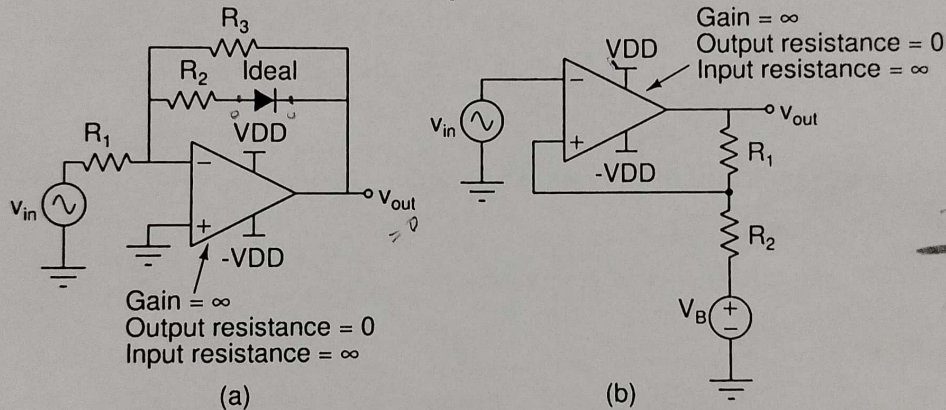 R3
R2 Ideal
VDD
R1
−
vin
+
-VDD
vout
= 0
Gain = ∞
Output resistance = 0
Input resistance = ∞
(a)
Gain = ∞
Output resistance = 0
Input resistance = ∞
VDD
−
vin
+
-VDD
vout
R1
R2
VB
+
−
(b)